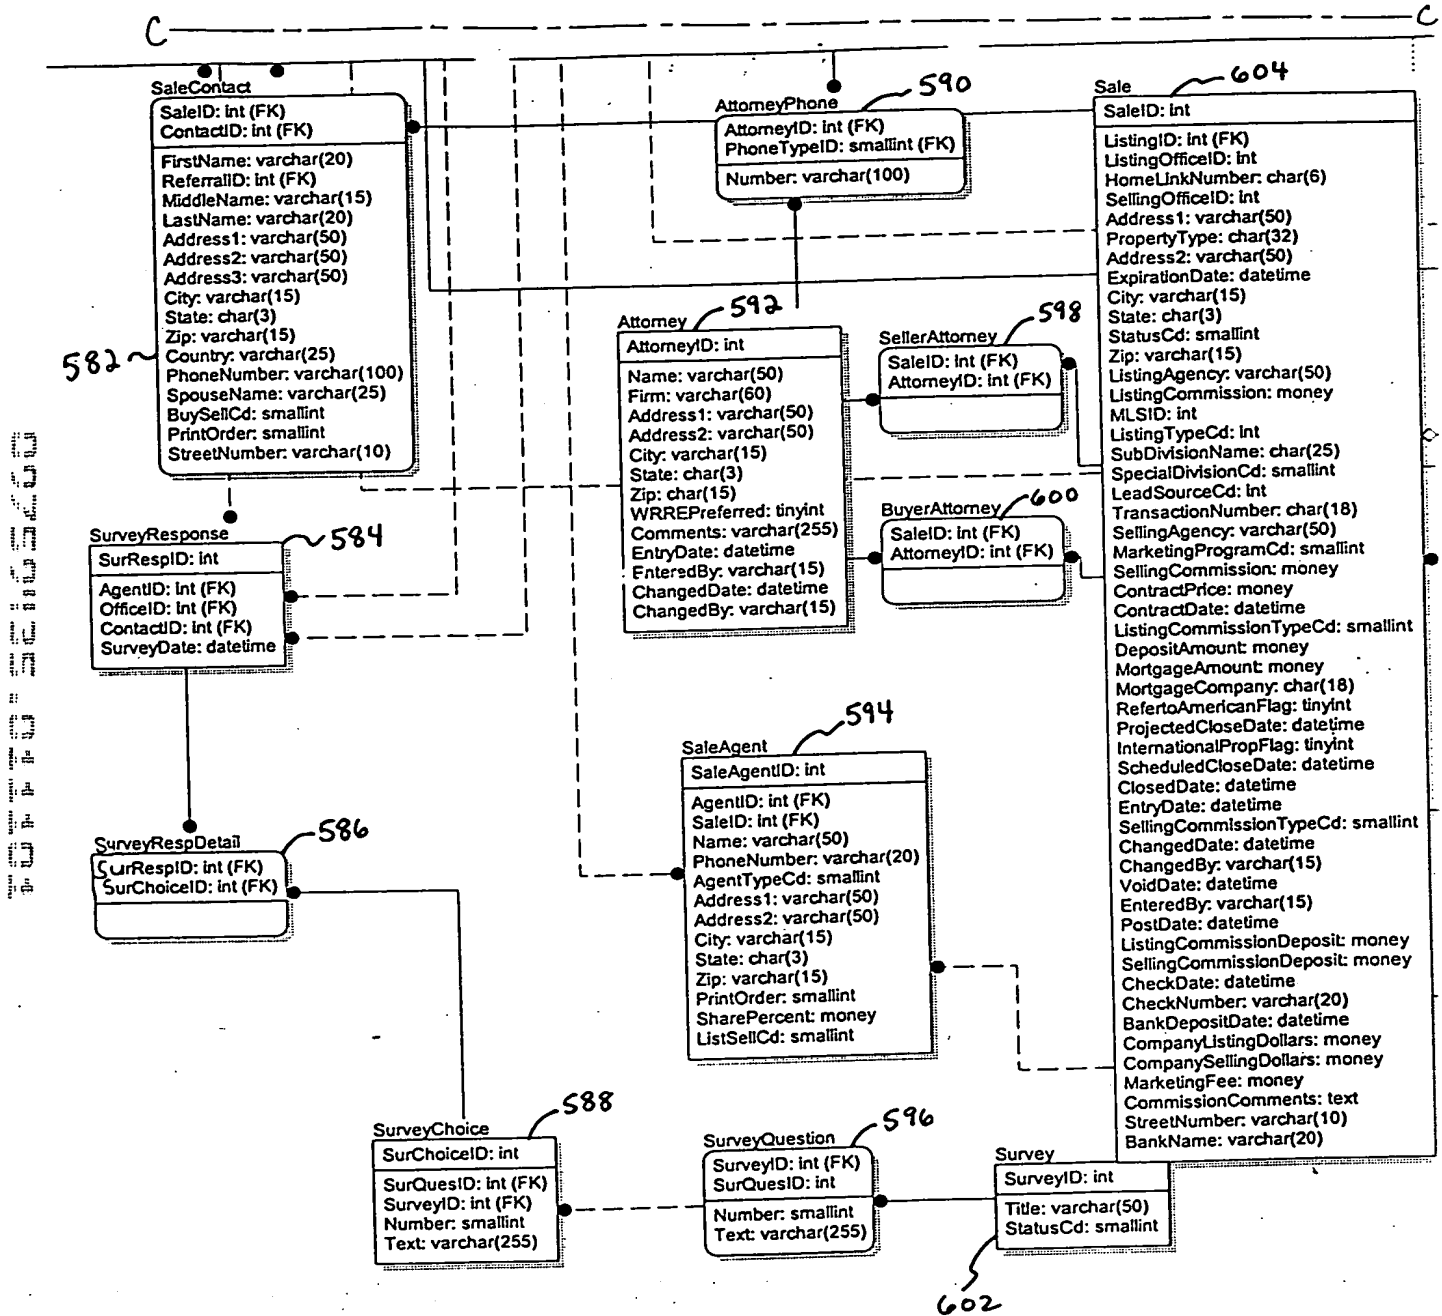 C C
SaleContact
SaleID: int (FK)
ContactID: int (FK)
FirstName: varchar(20)
ReferralID: int (FK)
MiddleName: varchar(15)
LastName: varchar(20)
Address1: varchar(50)
Address2: varchar(50)
Address3: varchar(50)
City: varchar(15)
State: char(3)
Zip: varchar(15)
Country: varchar(25)
PhoneNumber: varchar(100)
SpouseName: varchar(25)
BuySellCd: smallint
PrintOrder: smallint
StreetNumber: varchar(10)
582
AttorneyPhone
590
AttorneyID: int (FK)
PhoneTypeID: smallint (FK)
Number: varchar(100)
Sale
604
SaleID: int
ListingID: int (FK)
ListingOfficeID: int
HomeLinkNumber: char(6)
SellingOfficeID: int
Address1: varchar(50)
PropertyType: char(32)
Address2: varchar(50)
ExpirationDate: datetime
City: varchar(15)
State: char(3)
StatusCd: smallint
Zip: varchar(15)
ListingAgency: varchar(50)
ListingCommission: money
MLSID: int
ListingTypeCd: int
SubDivisionName: char(25)
SpecialDivisionCd: smallint
LeadSourceCd: int
TransactionNumber: char(18)
SellingAgency: varchar(50)
MarketingProgramCd: smallint
SellingCommission: money
ContractPrice: money
ContractDate: datetime
ListingCommissionTypeCd: smallint
DepositAmount: money
MortgageAmount: money
MortgageCompany: char(18)
RefertoAmericanFlag: tinyint
ProjectedCloseDate: datetime
InternationalPropFlag: tinyint
ScheduledCloseDate: datetime
ClosedDate: datetime
EntryDate: datetime
SellingCommissionTypeCd: smallint
ChangedDate: datetime
ChangedBy: varchar(15)
VoidDate: datetime
EnteredBy: varchar(15)
PostDate: datetime
ListingCommissionDeposit: money
SellingCommissionDeposit: money
CheckDate: datetime
CheckNumber: varchar(20)
BankDepositDate: datetime
CompanyListingDollars: money
CompanySellingDollars: money
MarketingFee: money
CommissionComments: text
StreetNumber: varchar(10)
BankName: varchar(20)
Attorney
592
AttorneyID: int
Name: varchar(50)
Firm: varchar(60)
Address1: varchar(50)
Address2: varchar(50)
City: varchar(15)
State: char(3)
Zip: char(15)
WRREPreferred: tinyint
Comments: varchar(255)
EntryDate: datetime
EnteredBy: varchar(15)
ChangedDate: datetime
ChangedBy: varchar(15)
SellerAttorney
598
SaleID: int (FK)
AttorneyID: int (FK)
BuyerAttorney
600
SaleID: int (FK)
AttorneyID: int (FK)
SurveyResponse
584
SurRespID: int
AgentID: int (FK)
OfficeID: int (FK)
ContactID: int (FK)
SurveyDate: datetime
SurveyRespDetail
586
SurRespID: int (FK)
SurChoiceID: int (FK)
SaleAgent
594
SaleAgentID: int
AgentID: int (FK)
SaleID: int (FK)
Name: varchar(50)
PhoneNumber: varchar(20)
AgentTypeCd: smallint
Address1: varchar(50)
Address2: varchar(50)
City: varchar(15)
State: char(3)
Zip: varchar(15)
PrintOrder: smallint
SharePercent: money
ListSellCd: smallint
SurveyChoice
588
SurChoiceID: int
SurQuesID: int (FK)
SurveyID: int (FK)
Number: smallint
Text: varchar(255)
SurveyQuestion
596
SurveyID: int (FK)
SurQuesID: int
Number: smallint
Text: varchar(255)
Survey
SurveyID: int
Title: varchar(50)
StatusCd: smallint
602